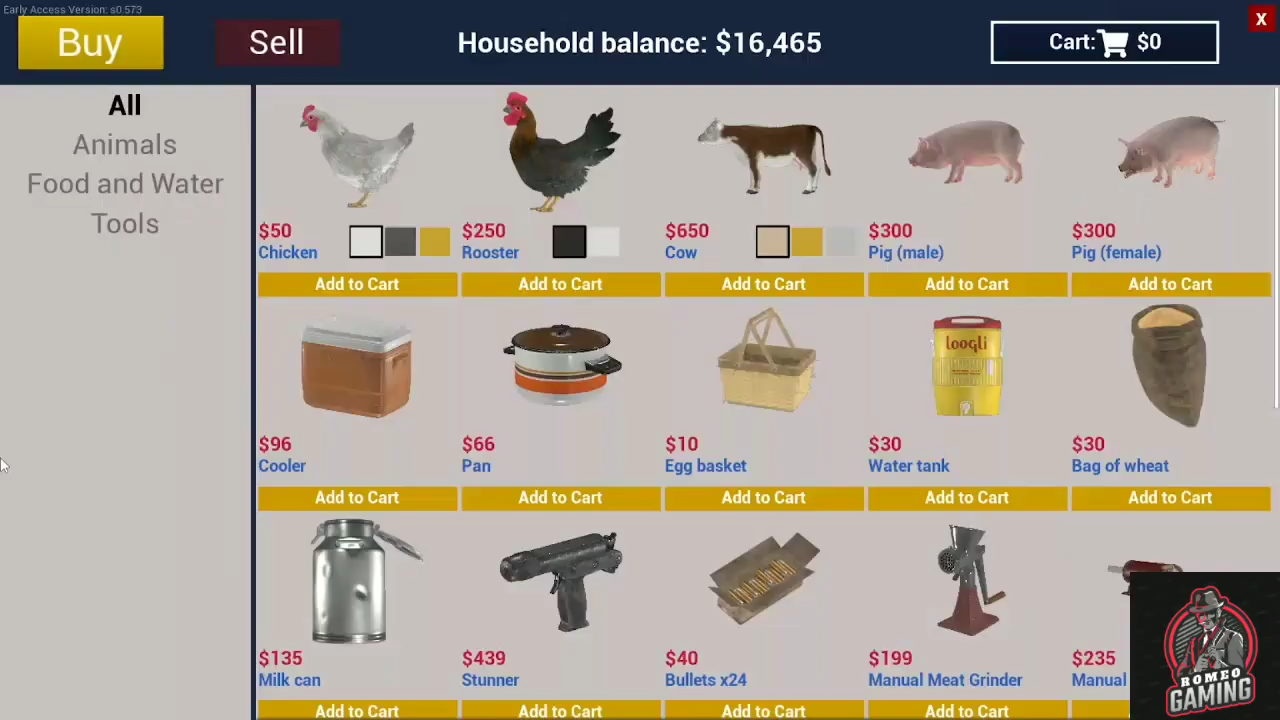 Early Access Version: s0.573
Buy
Sell
Household balance: $16,465
Cart: $0
X
All
Animals
Food and Water
Tools
$50
Chicken
Add to Cart
$250
Rooster
Add to Cart
$650
Cow
Add to Cart
$300
Pig (male)
Add to Cart
$300
Pig (female)
Add to Cart
$96
Cooler
Add to Cart
$66
Pan
Add to Cart
$10
Egg basket
Add to Cart
loogli
$30
Water tank
Add to Cart
$30
Bag of wheat
Add to Cart
$135
Milk can
Add to Cart
$439
Stunner
Add to Cart
$40
Bullets x24
Add to Cart
$199
Manual Meat Grinder
Add to Cart
$235
Manual
ROMEO
GAMING